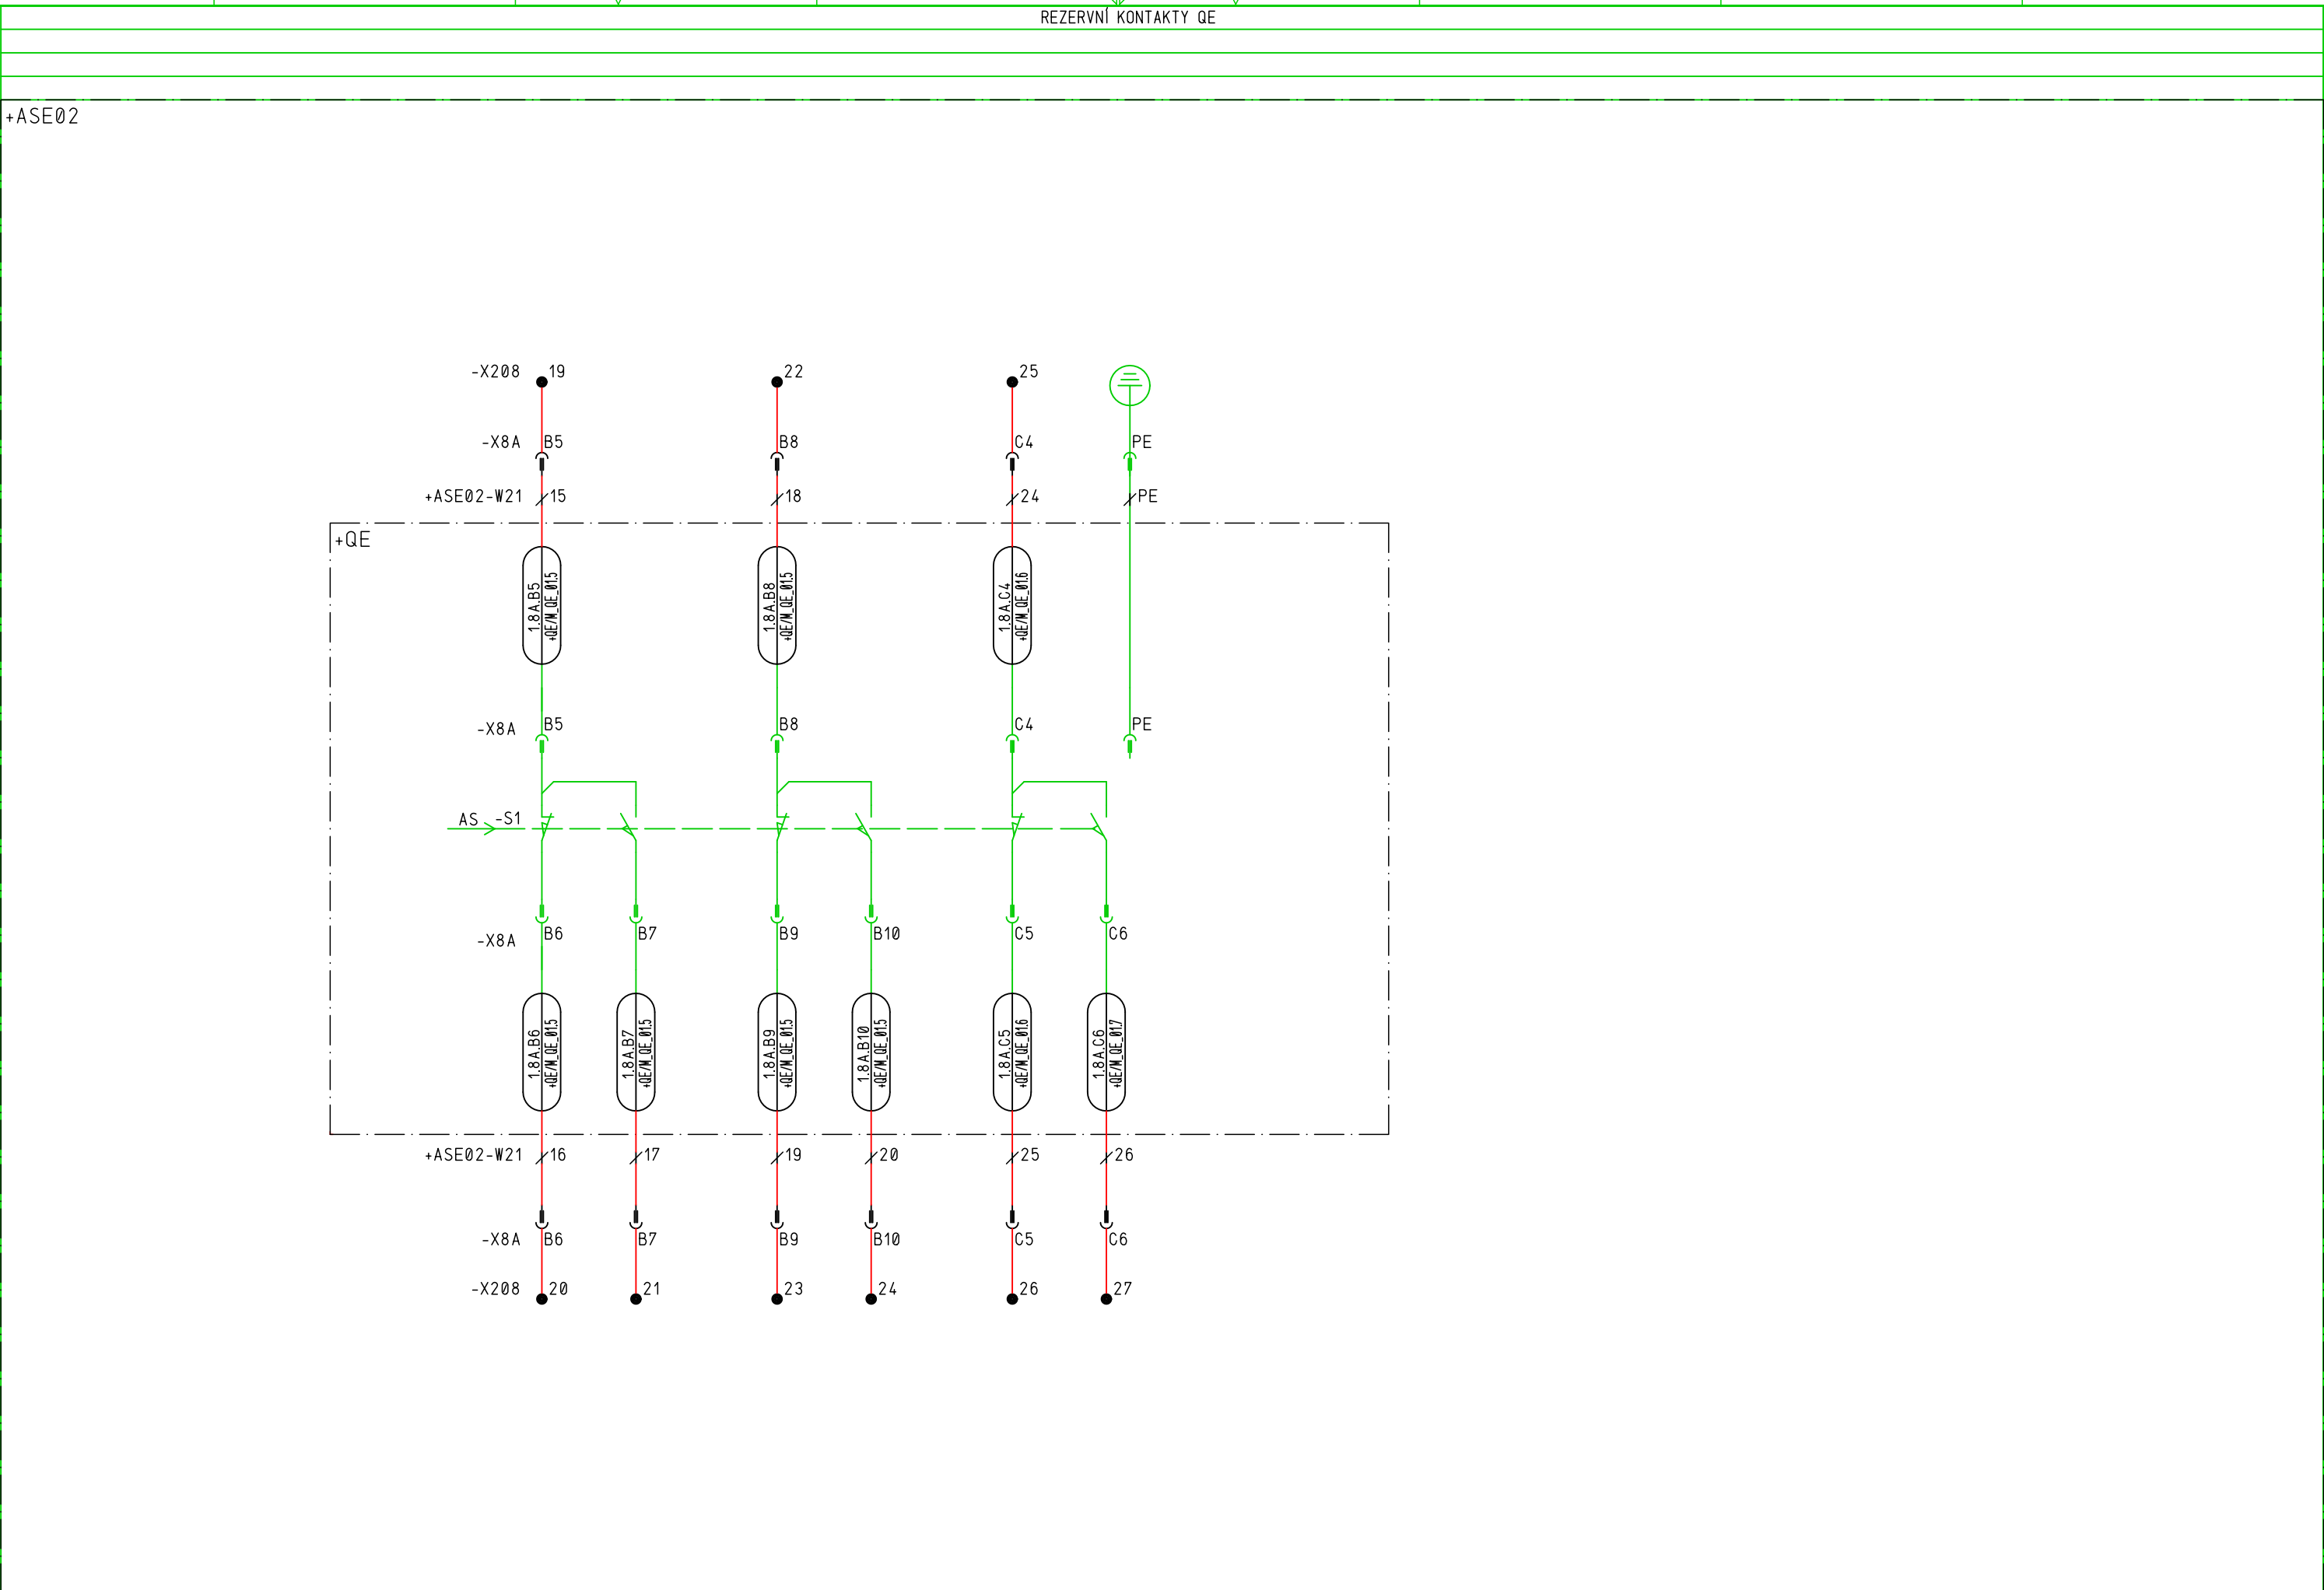 REZERVNÍ KONTAKTY QE
+ASE02
-X208 19 22 25
-X8A B5 B8 C4 PE
+ASE02-W21 15 18 24 PE
+QE
1.8A.B5
+QE/M_QE_01.5
1.8A.B8
+QE/M_QE_01.5
1.8A.C4
+QE/M_QE_01.6
-X8A B5 B8 C4 PE
AS -S1
-X8A B6 B7 B9 B10 C5 C6
1.8A.B6
+QE/M_QE_01.5
1.8A.B7
+QE/M_QE_01.5
1.8A.B9
+QE/M_QE_01.5
1.8A.B10
+QE/M_QE_01.5
1.8A.C5
+QE/M_QE_01.6
1.8A.C6
+QE/M_QE_01.7
+ASE02-W21 16 17 19 20 25 26
-X8A B6 B7 B9 B10 C5 C6
-X208 20 21 23 24 26 27